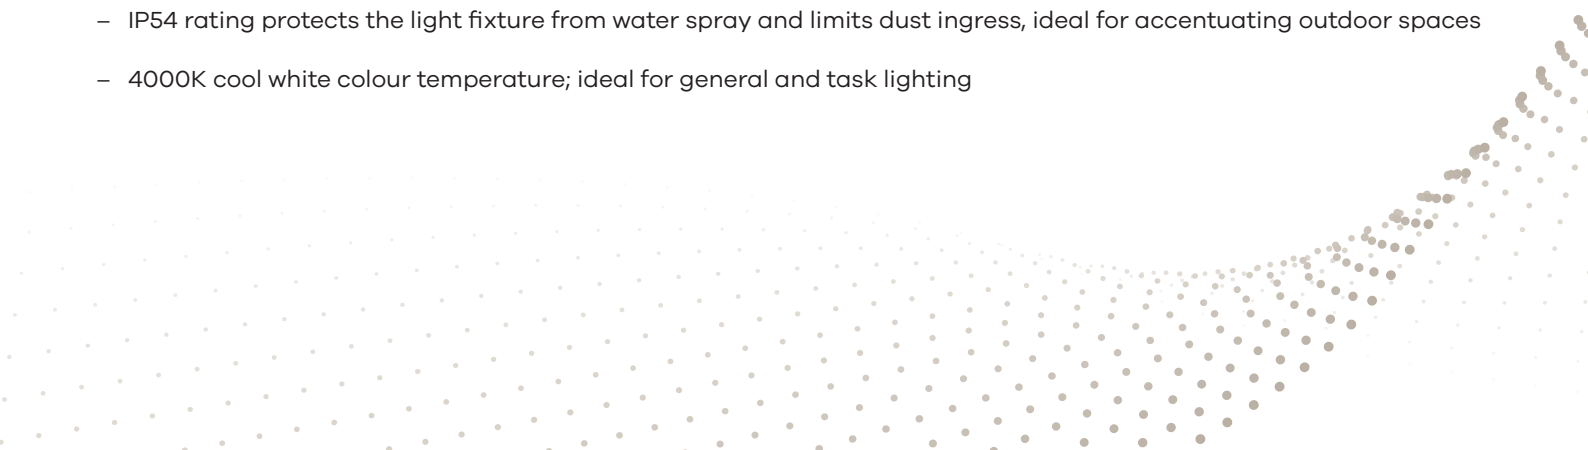 – IP54 rating protects the light fixture from water spray and limits dust ingress, ideal for accentuating outdoor spaces
– 4000K cool white colour temperature; ideal for general and task lighting